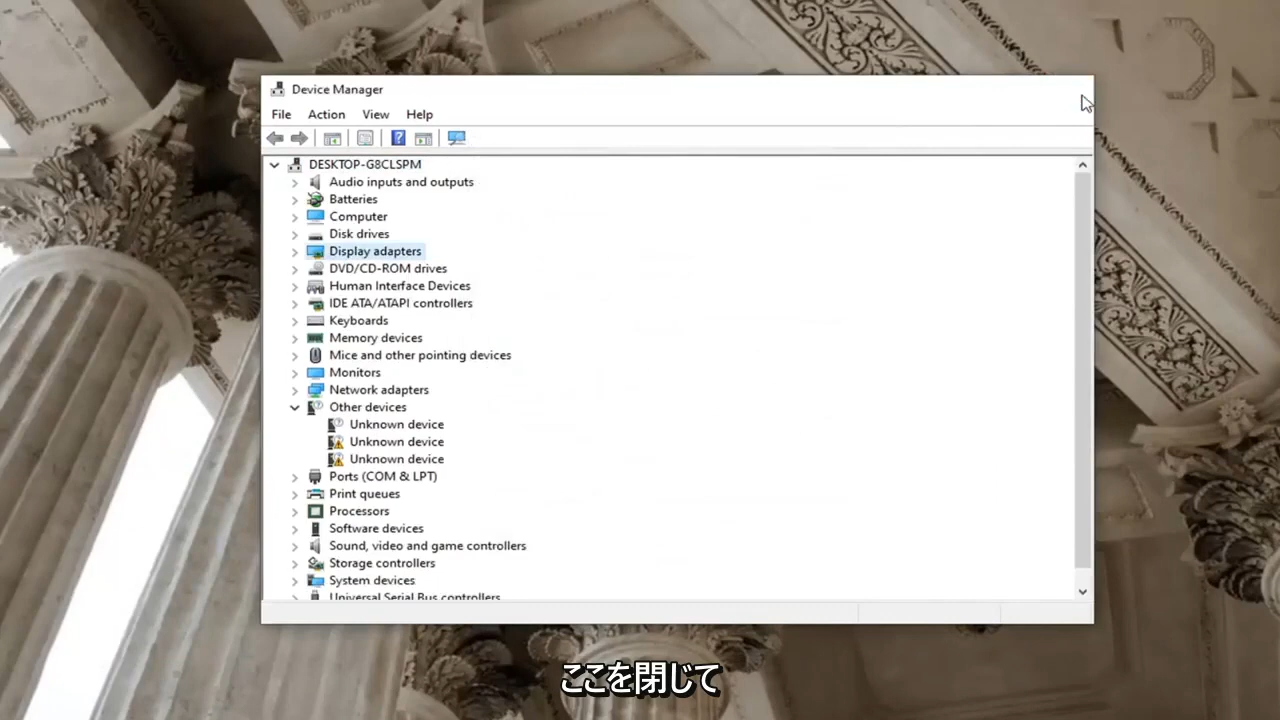 Device Manager
File Action View Help
DESKTOP-G8CLSPM
Audio inputs and outputs
Batteries
Computer
Disk drives
Display adapters
DVD/CD-ROM drives
Human Interface Devices
IDE ATA/ATAPI controllers
Keyboards
Memory devices
Mice and other pointing devices
Monitors
Network adapters
Other devices
Unknown device
Unknown device
Unknown device
Ports (COM & LPT)
Print queues
Processors
Software devices
Sound, video and game controllers
Storage controllers
System devices
Universal Serial Bus controllers
ここを閉じて